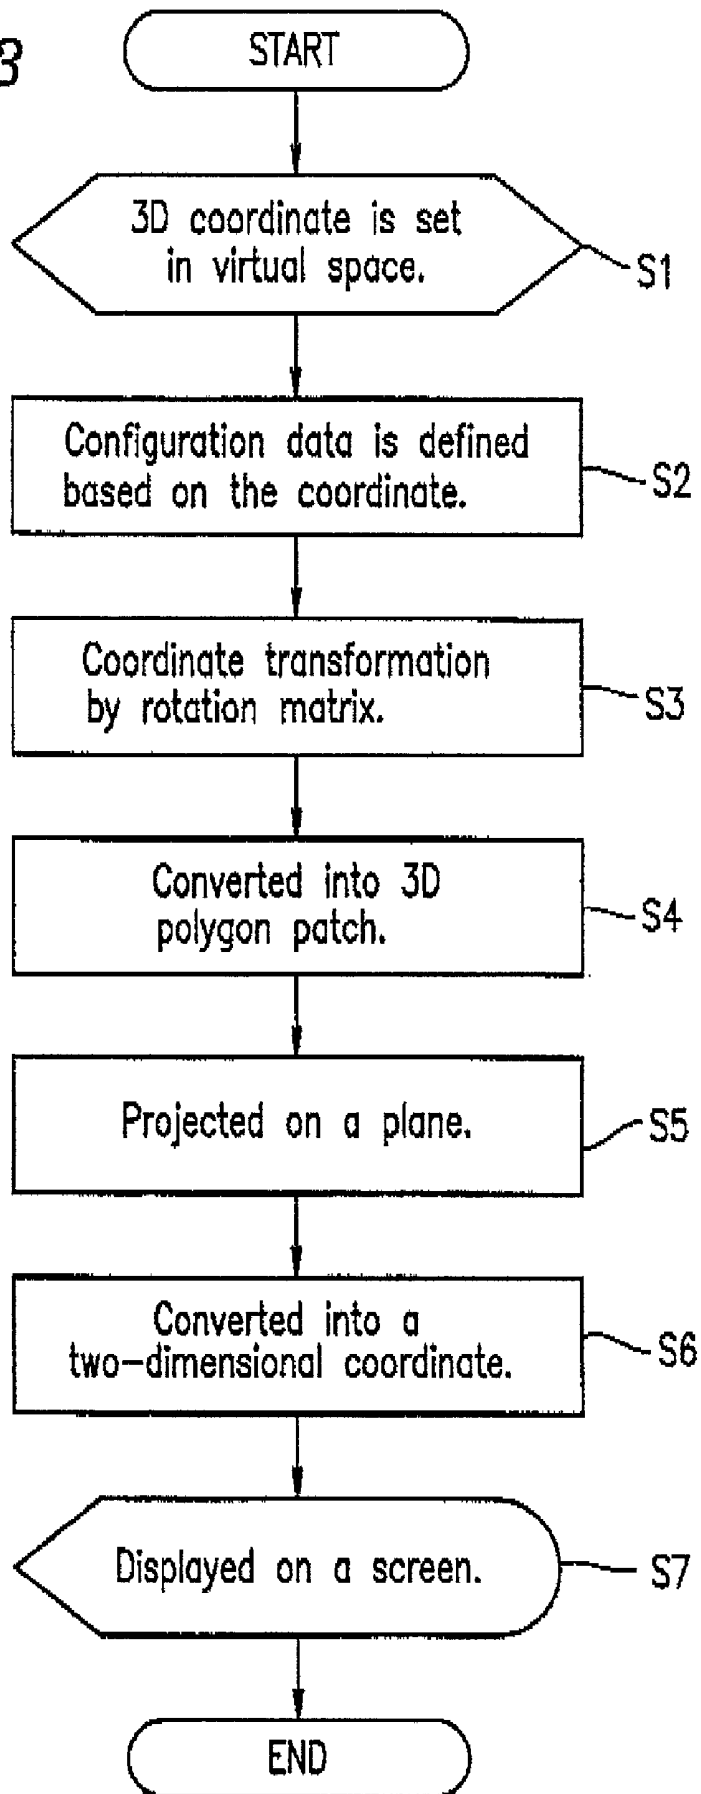 3
START
3D coordinate is set
in virtual space.
S1
Configuration data is defined
based on the coordinate.
S2
Coordinate transformation
by rotation matrix.
S3
Converted into 3D
polygon patch.
S4
Projected on a plane.
S5
Converted into a
two-dimensional coordinate.
S6
Displayed on a screen.
S7
END